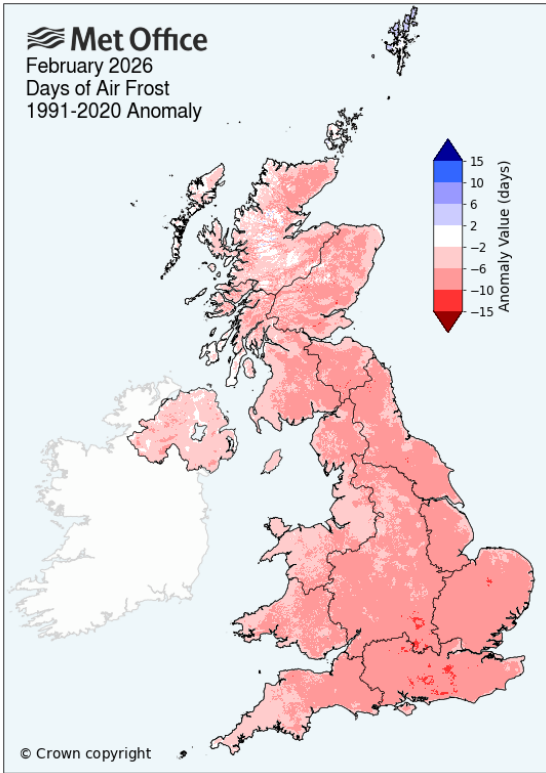 Met Office
February 2026
Days of Air Frost
1991-2020 Anomaly
15
10
6
2
−2
−6
−10
−15
Anomaly Value (days)
© Crown copyright